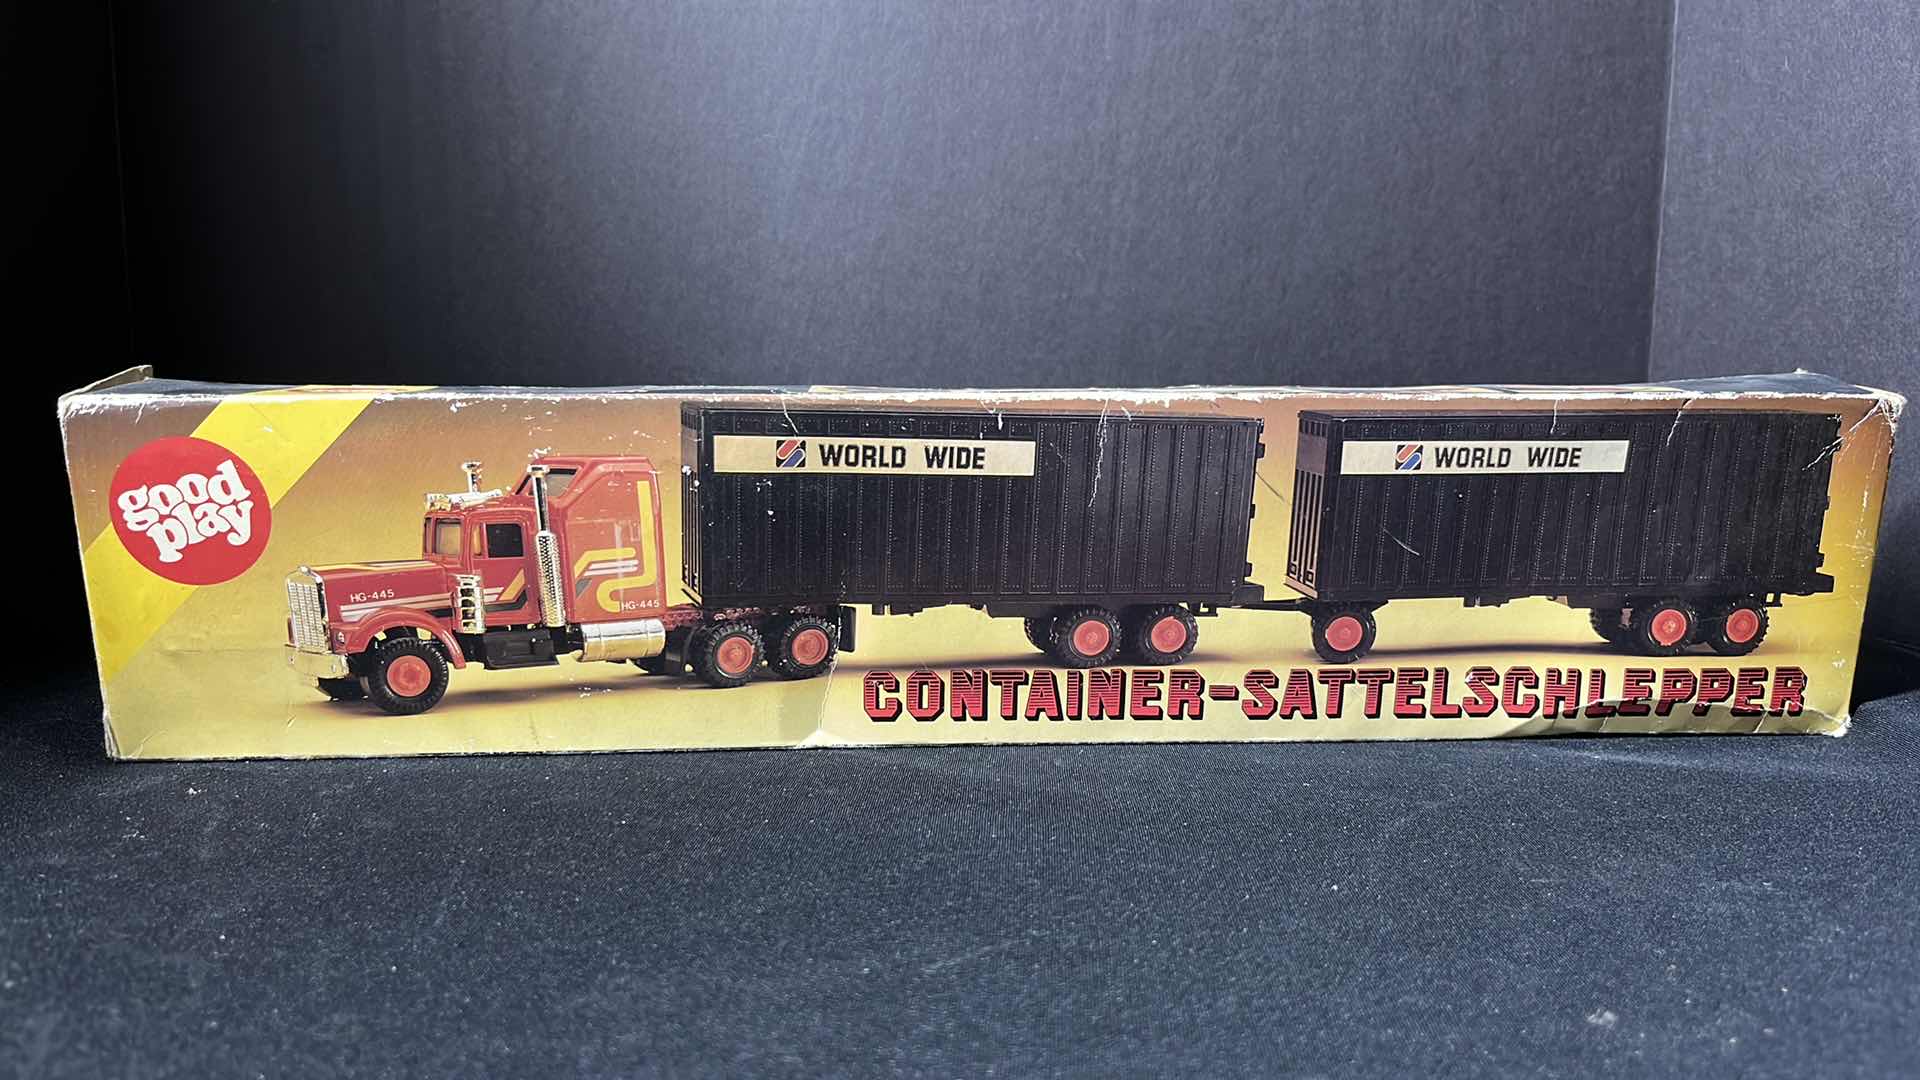 good
play
HG-445
HG-445
WORLD WIDE
WORLD WIDE
CONTAINER-SATTELSCHLEPPER